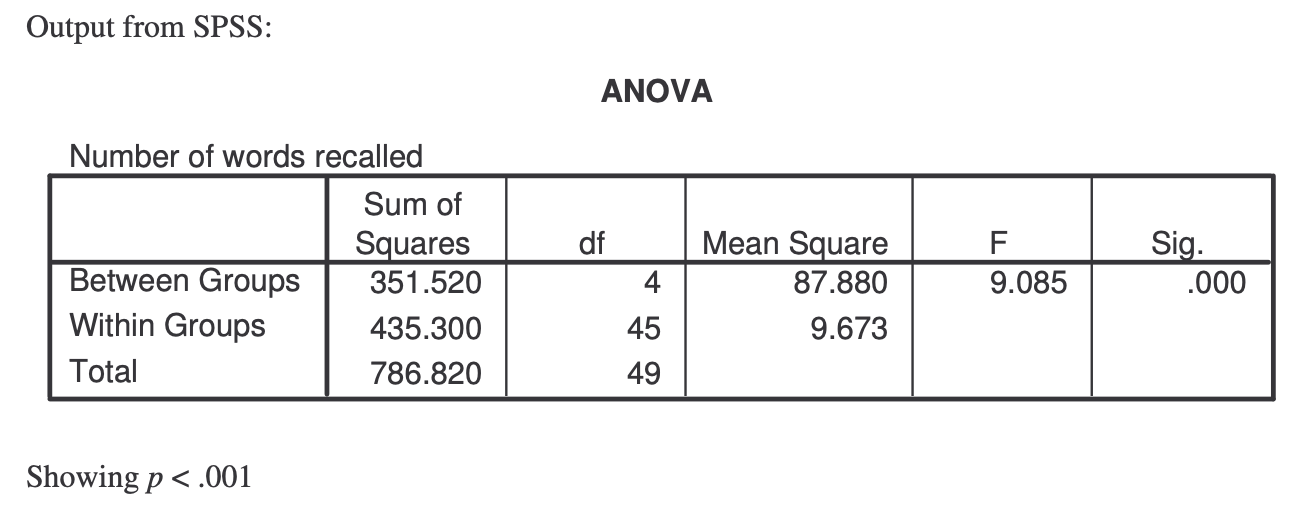 Output from SPSS:
ANOVA
Number of words recalled
Sum of
Squares df Mean Square F Sig.
Between Groups 351.520 4 87.880 9.085 .000
Within Groups 435.300 45 9.673
Total 786.820 49
Showing p < .001